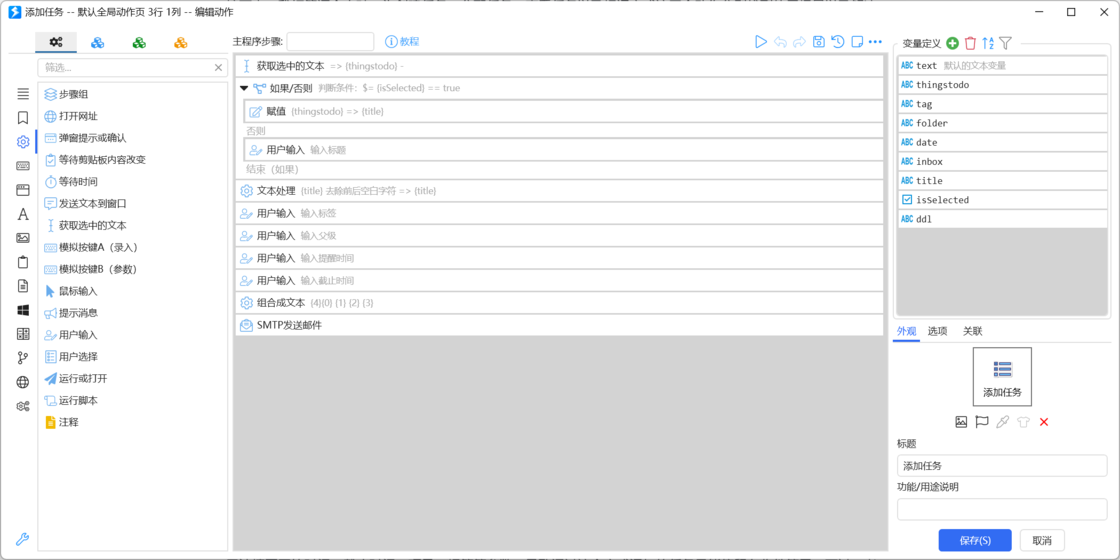 添加任务 -- 默认全局动作页 3行 1列 -- 编辑动作
主程序步骤:
教程
筛选...
步骤组
打开网址
弹窗提示或确认
等待剪贴板内容改变
等待时间
发送文本到窗口
获取选中的文本
模拟按键A（录入）
模拟按键B（参数）
鼠标输入
提示消息
用户输入
用户选择
运行或打开
运行脚本
注释
获取选中的文本 => {thingstodo} -
如果/否则 判断条件: $= {isSelected} == true
赋值 {thingstodo} => {title}
否则
用户输入 输入标题
结束（如果）
文本处理 {title} 去除前后空白字符 => {title}
用户输入 输入标签
用户输入 输入父级
用户输入 输入提醒时间
用户输入 输入截止时间
组合成文本 {4}{0} {1} {2} {3}
SMTP发送邮件
变量定义
ABC text 默认的文本变量
ABC thingstodo
ABC tag
ABC folder
ABC date
ABC inbox
ABC title
isSelected
ABC ddl
外观 选项 关联
添加任务
标题
添加任务
功能/用途说明
保存(S) 取消